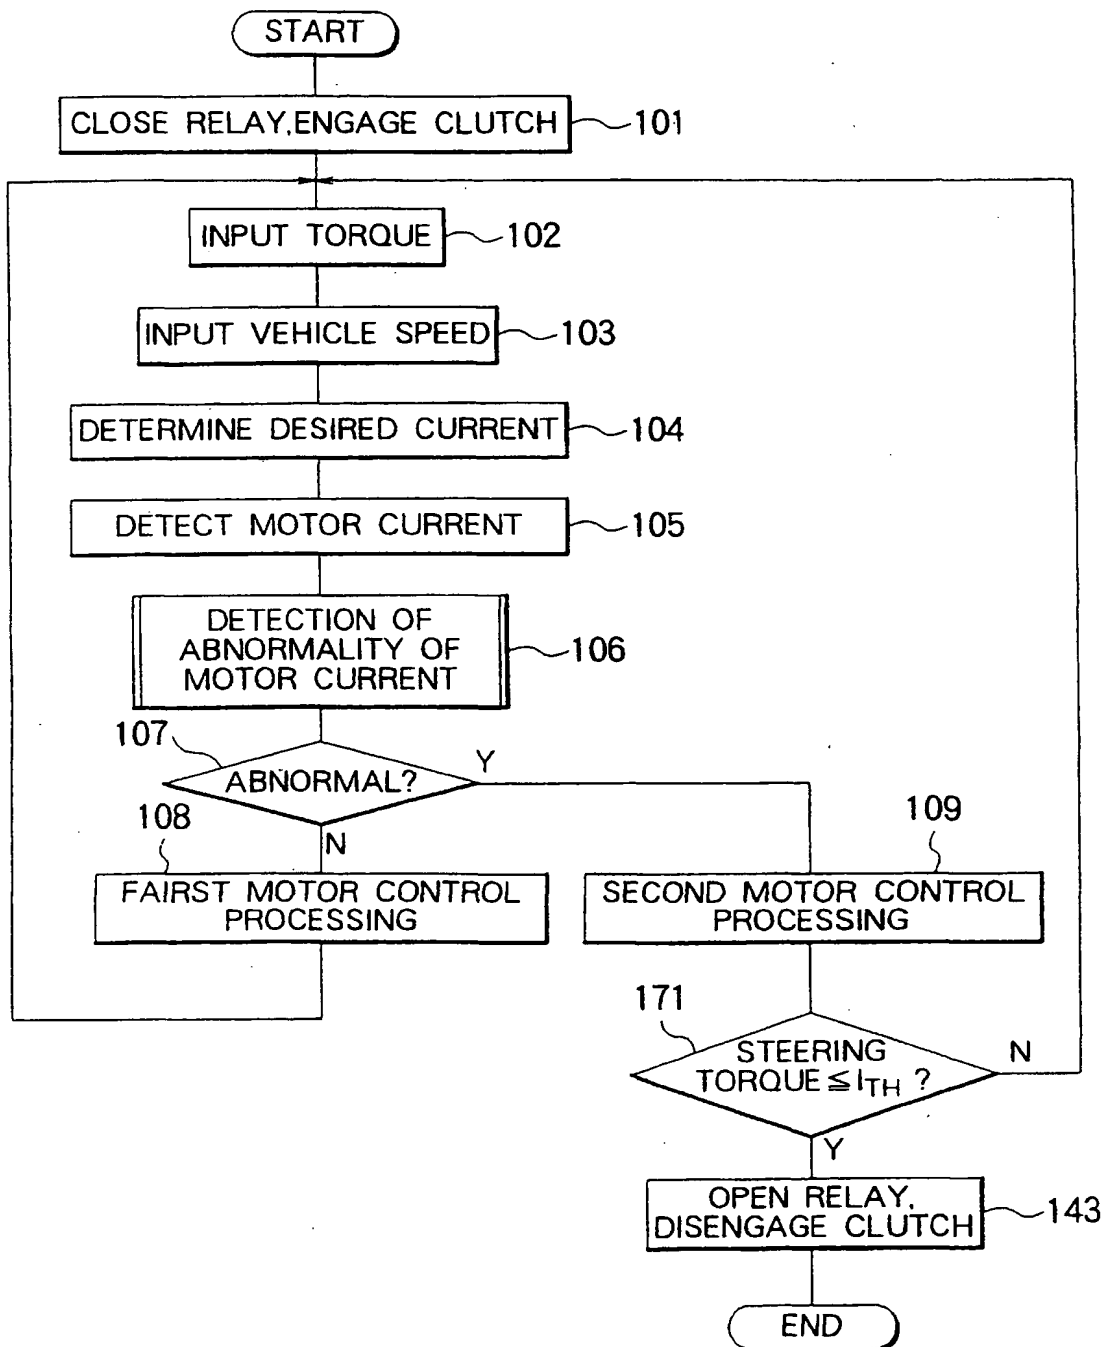 START
CLOSE RELAY,ENGAGE CLUTCH
101
INPUT TORQUE
102
INPUT VEHICLE SPEED
103
DETERMINE DESIRED CURRENT
104
DETECT MOTOR CURRENT
105
DETECTION OF
ABNORMALITY OF
MOTOR CURRENT
106
107
ABNORMAL?
Y
N
108
FAIRST MOTOR CONTROL
PROCESSING
109
SECOND MOTOR CONTROL
PROCESSING
171
STEERING
TORQUE≦ITH ?
N
Y
OPEN RELAY,
DISENGAGE CLUTCH
143
END